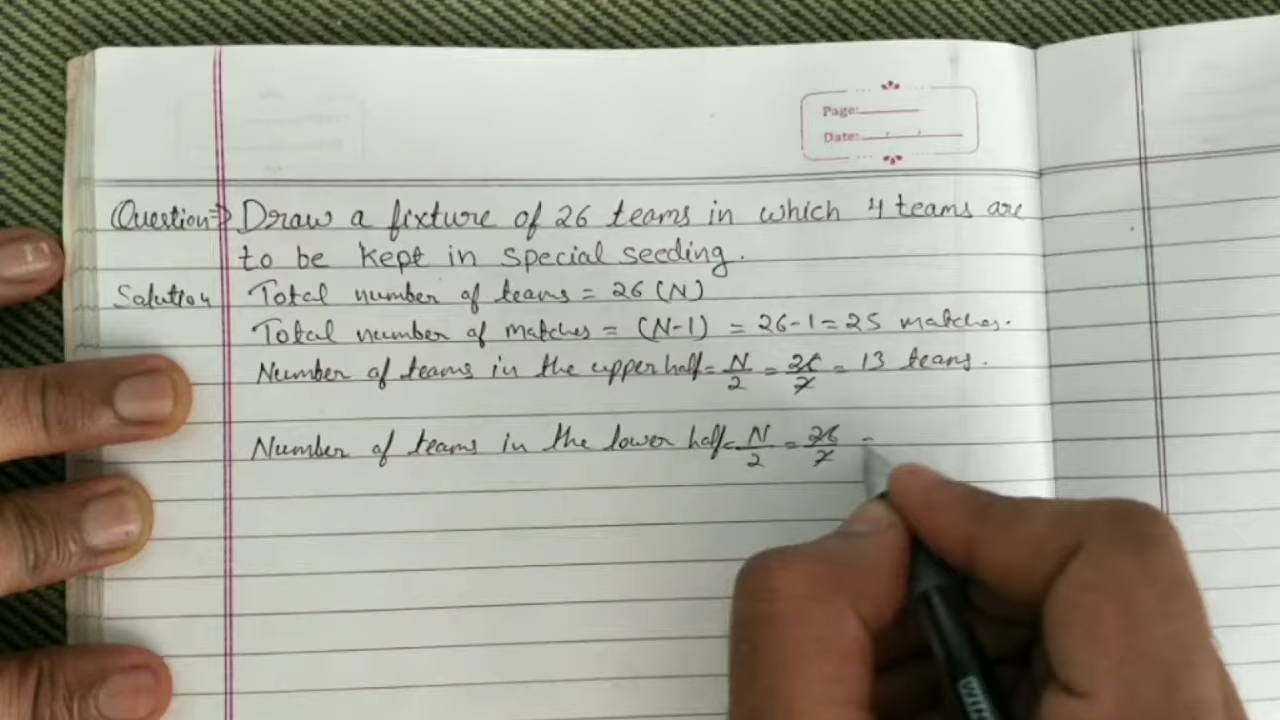 Page:
Date:
Question⇒ Draw a fixture of 26 teams in which 4 teams are
to be kept in special seeding.
Solution Total number of teams = 26 (N)
Total number of matches = (N-1) = 26-1 = 25 matches.
Number of teams in the upper half = N/2 = 26/2 = 13 teams.
Number of teams in the lower half = N/2 = 26/2 =